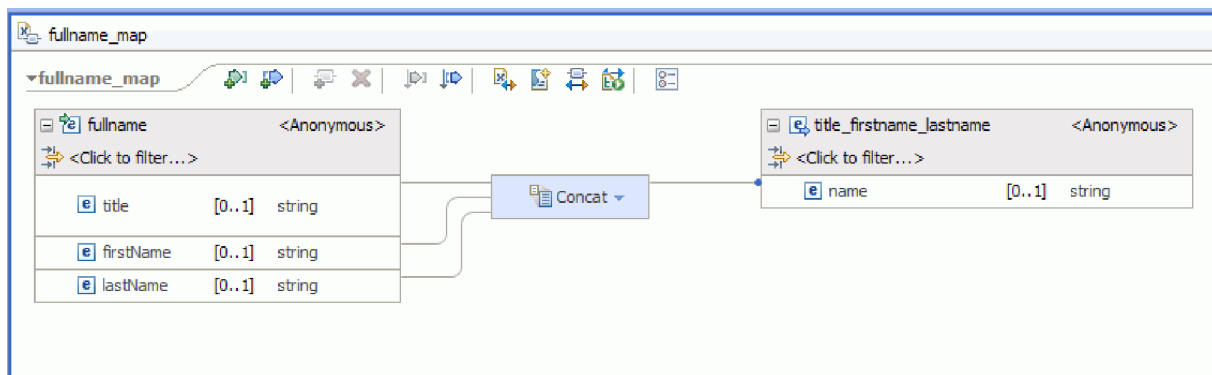 fullname_map
fullname_map
fullname <Anonymous>
<Click to filter...>
title [0..1] string
firstName [0..1] string
lastName [0..1] string
Concat
title_firstname_lastname <Anonymous>
<Click to filter...>
name [0..1] string